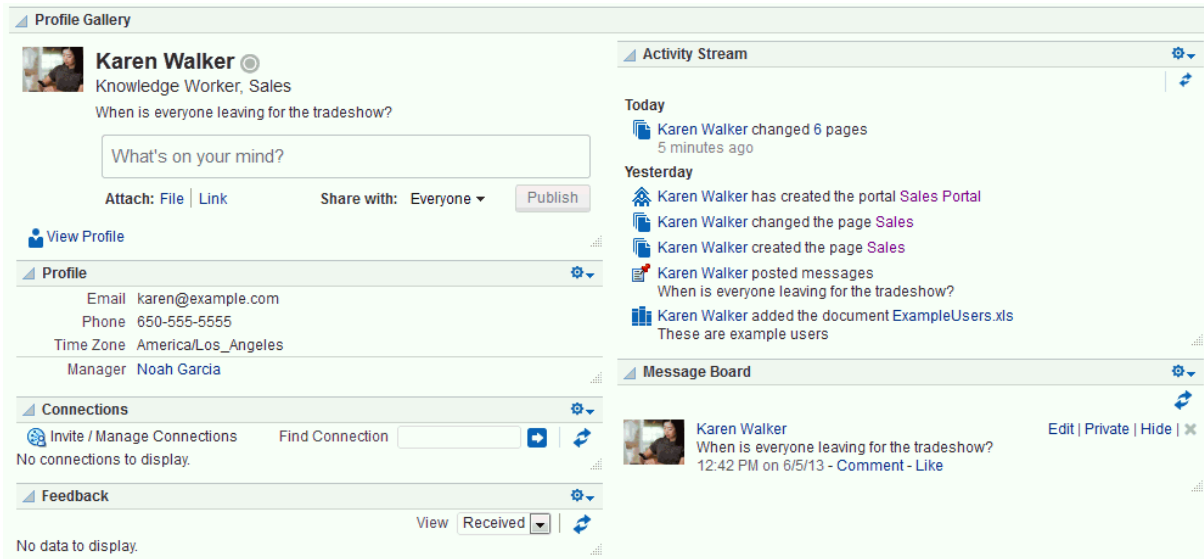 Profile Gallery
Karen Walker
Knowledge Worker, Sales
When is everyone leaving for the tradeshow?
What's on your mind?
Attach: File | Link Share with: Everyone Publish
View Profile
Profile
Email karen@example.com
Phone 650-555-5555
Time Zone America/Los_Angeles
Manager Noah Garcia
Connections
Invite / Manage Connections Find Connection
No connections to display.
Feedback
View Received
No data to display.
Activity Stream
Today
Karen Walker changed 6 pages
5 minutes ago
Yesterday
Karen Walker has created the portal Sales Portal
Karen Walker changed the page Sales
Karen Walker created the page Sales
Karen Walker posted messages
When is everyone leaving for the tradeshow?
Karen Walker added the document ExampleUsers.xls
These are example users
Message Board
Karen Walker Edit | Private | Hide |
When is everyone leaving for the tradeshow?
12:42 PM on 6/5/13 - Comment - Like